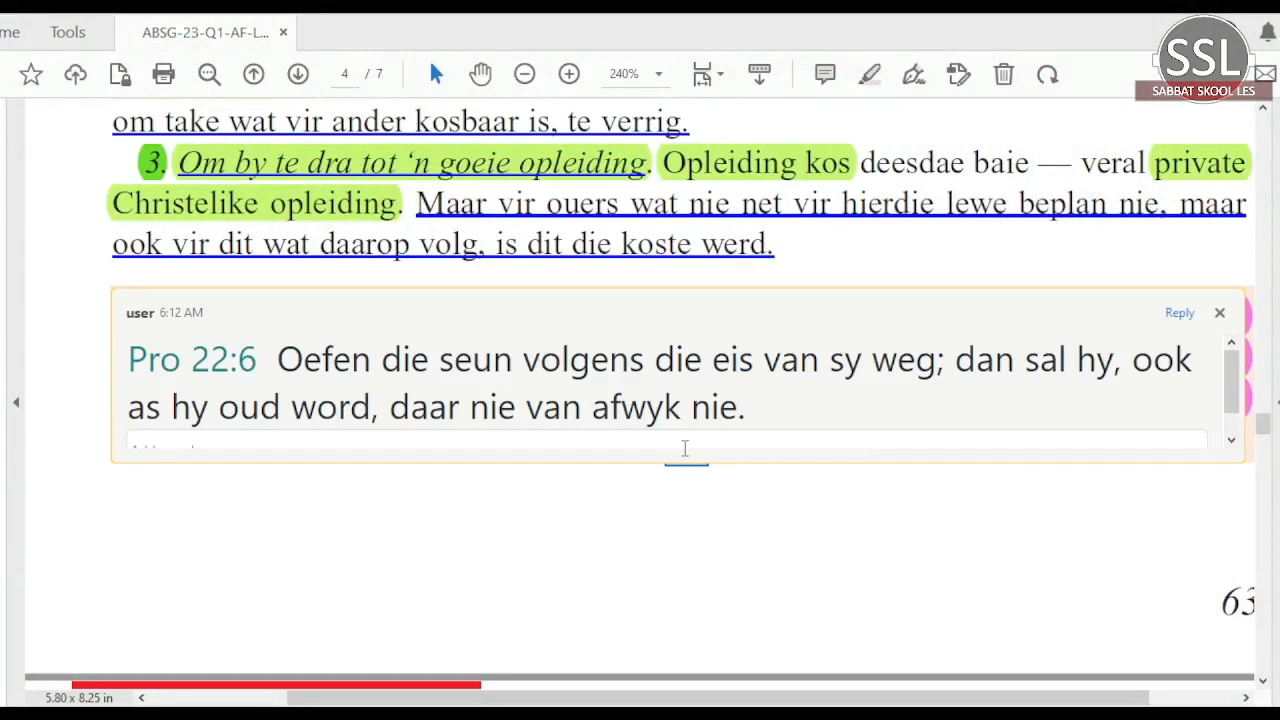 me Tools ABSG-23-Q1-AF-L... ×
4 / 7 240%
SSL
SABBAT SKOOL LES
om take wat vir ander kosbaar is, te verrig.
3. Om by te dra tot ‘n goeie opleiding. Opleiding kos deesdae baie — veral private
Christelike opleiding. Maar vir ouers wat nie net vir hierdie lewe beplan nie, maar
ook vir dit wat daarop volg, is dit die koste werd.
user 6:12 AM Reply ×
Pro 22:6 Oefen die seun volgens die eis van sy weg; dan sal hy, ook
as hy oud word, daar nie van afwyk nie.
63
5.80 x 8.25 in